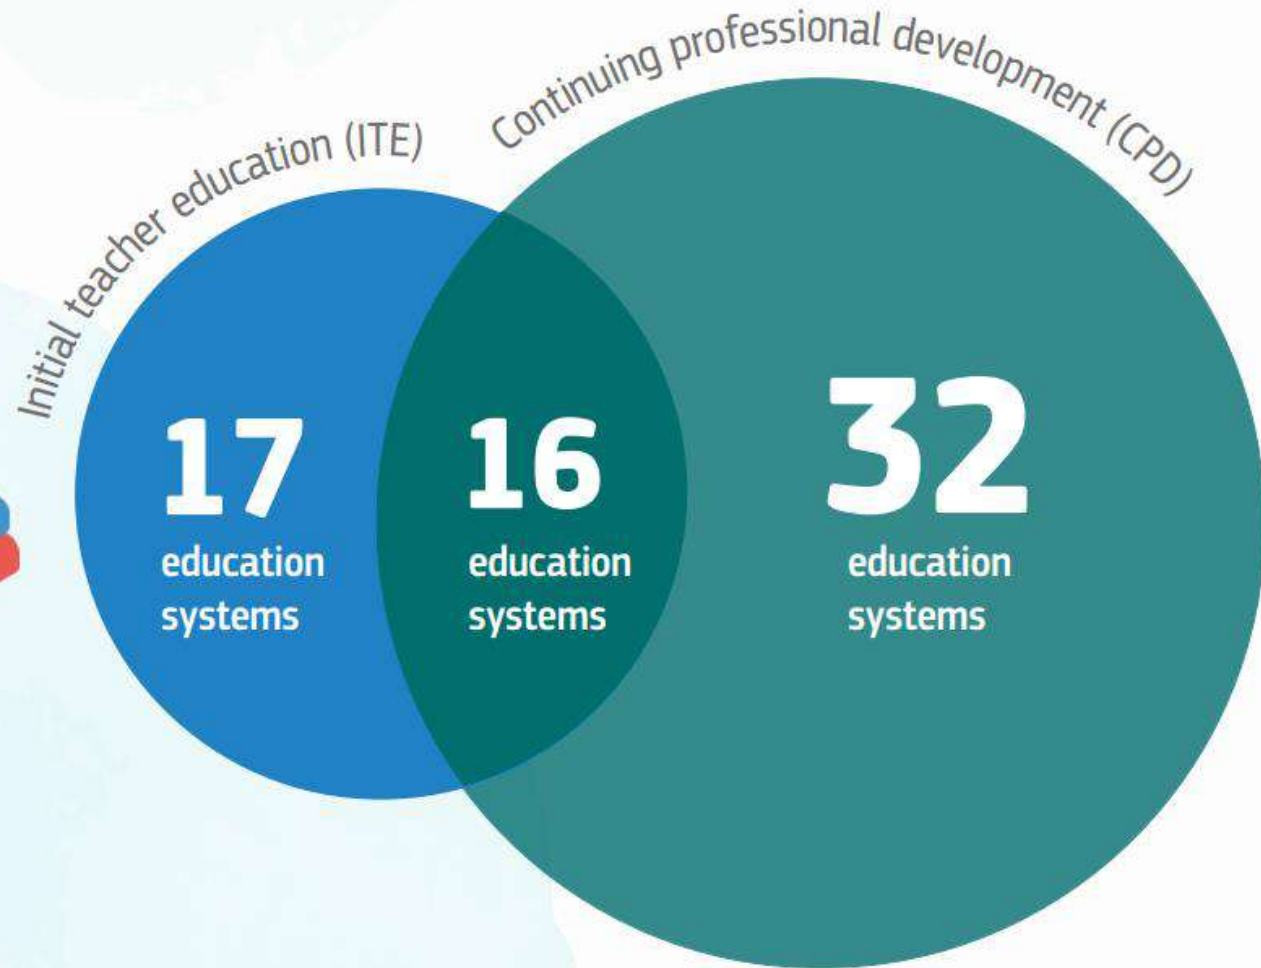 Initial teacher education (ITE)
Continuing professional development (CPD)
17
education
systems
16
education
systems
32
education
systems